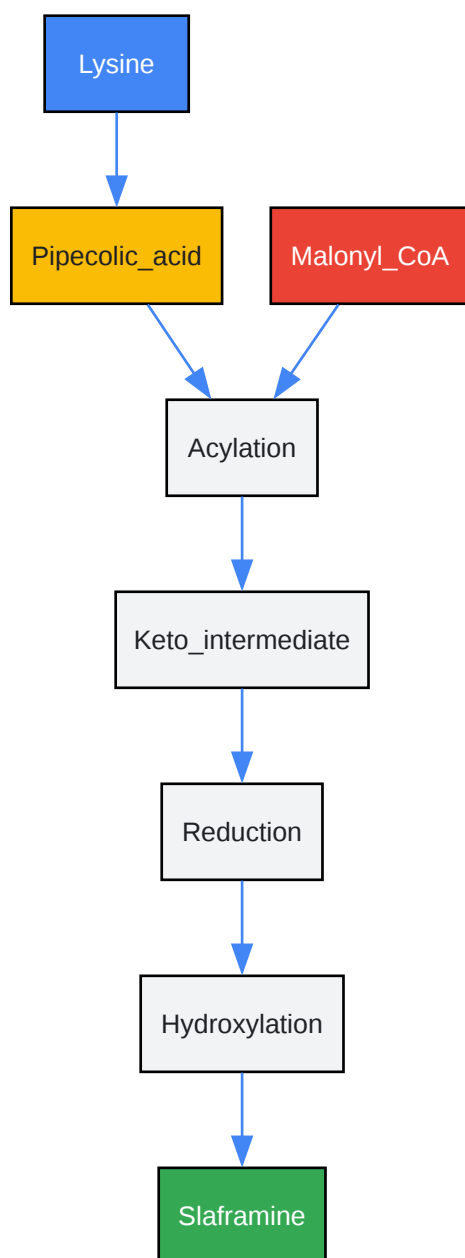 Lysine
Pipecolic_acid
Malonyl_CoA
Acylation
Keto_intermediate
Reduction
Hydroxylation
Slaframine